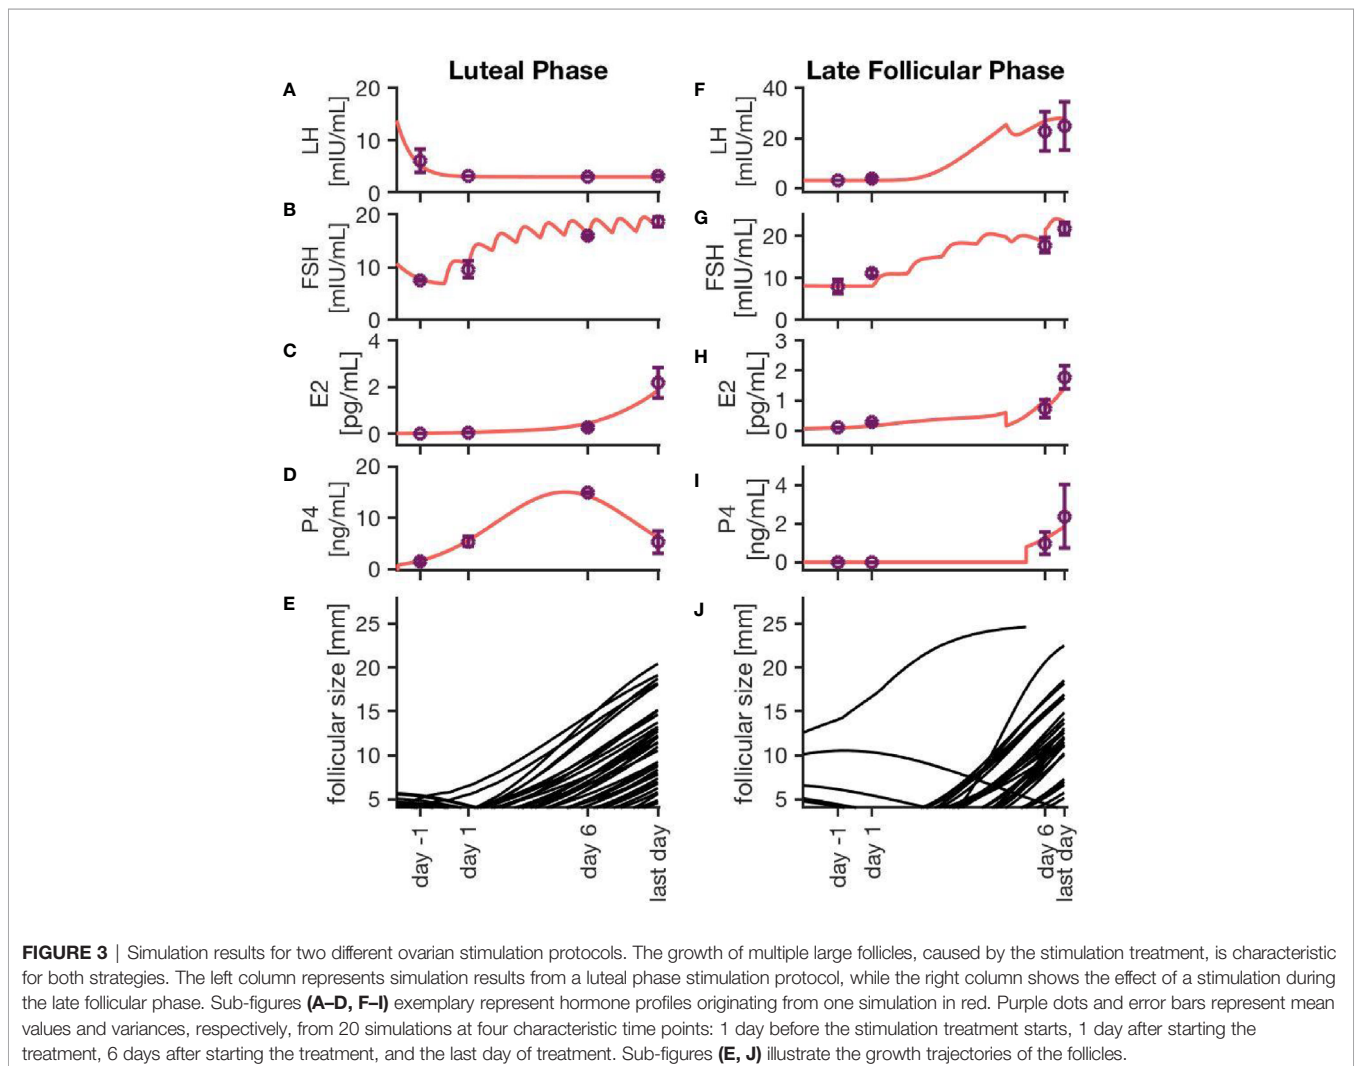 Luteal Phase
Late Follicular Phase
A
LH
[mIU/mL]
20
10
0
F
LH
[mIU/mL]
40
20
0
B
FSH
[mIU/mL]
20
10
0
G
FSH
[mIU/mL]
20
10
0
C
E2
[pg/mL]
4
2
0
H
E2
[pg/mL]
3
2
1
0
D
P4
[ng/mL]
20
10
0
I
P4
[ng/mL]
4
2
0
E
follicular size [mm]
25
20
15
10
5
day -1
day 1
day 6
last day
J
follicular size [mm]
25
20
15
10
5
day -1
day 1
day 6
last day
FIGURE 3 | Simulation results for two different ovarian stimulation protocols. The growth of multiple large follicles, caused by the stimulation treatment, is characteristic
for both strategies. The left column represents simulation results from a luteal phase stimulation protocol, while the right column shows the effect of a stimulation during
the late follicular phase. Sub-figures (A–D, F–I) exemplary represent hormone profiles originating from one simulation in red. Purple dots and error bars represent mean
values and variances, respectively, from 20 simulations at four characteristic time points: 1 day before the stimulation treatment starts, 1 day after starting the
treatment, 6 days after starting the treatment, and the last day of treatment. Sub-figures (E, J) illustrate the growth trajectories of the follicles.